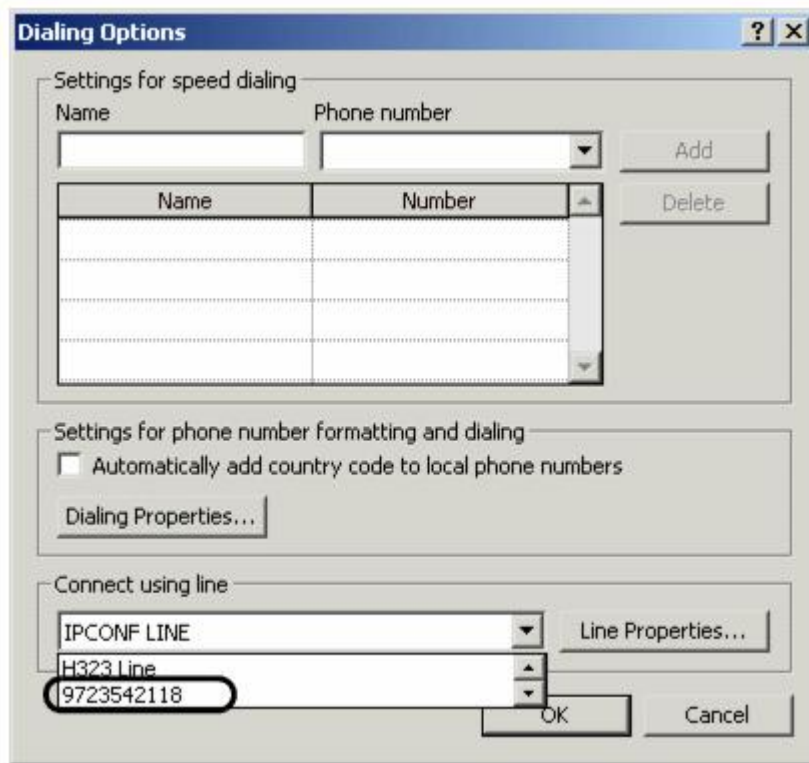 Dialing Options
Settings for speed dialing
Name Phone number
Add
Name Number
Delete
Settings for phone number formatting and dialing
Automatically add country code to local phone numbers
Dialing Properties...
Connect using line
IPCONF LINE
Line Properties...
H323 Line
9723542118
OK
Cancel